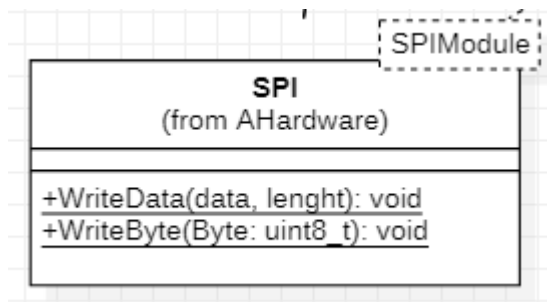 SPIModule
SPI
(from AHardware)
+WriteData(data, lenght): void
+WriteByte(Byte: uint8_t): void